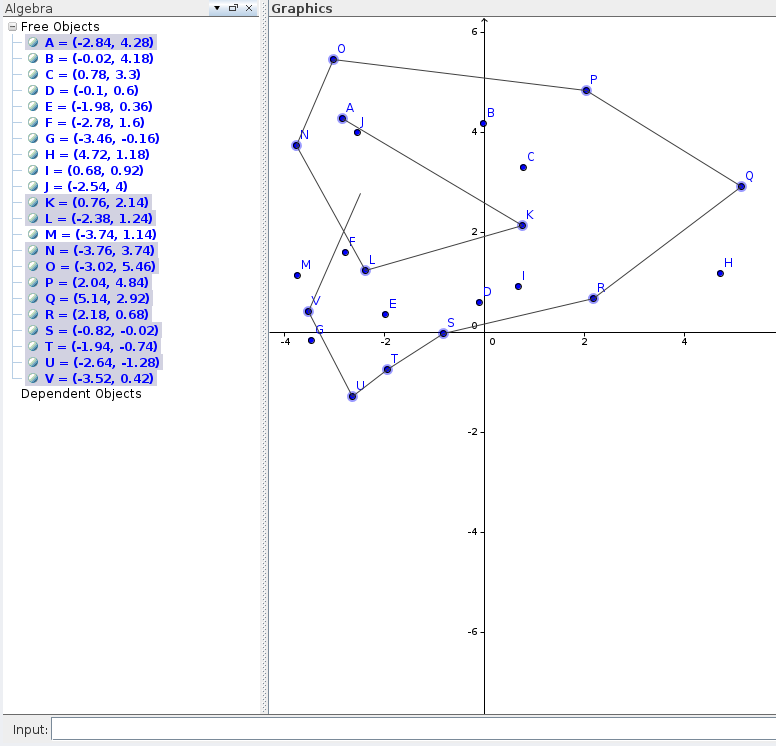 Algebra
Free Objects
A = (-2.84, 4.28)
B = (-0.02, 4.18)
C = (0.78, 3.3)
D = (-0.1, 0.6)
E = (-1.98, 0.36)
F = (-2.78, 1.6)
G = (-3.46, -0.16)
H = (4.72, 1.18)
I = (0.68, 0.92)
J = (-2.54, 4)
K = (0.76, 2.14)
L = (-2.38, 1.24)
M = (-3.74, 1.14)
N = (-3.76, 3.74)
O = (-3.02, 5.46)
P = (2.04, 4.84)
Q = (5.14, 2.92)
R = (2.18, 0.68)
S = (-0.82, -0.02)
T = (-1.94, -0.74)
U = (-2.64, -1.28)
V = (-3.52, 0.42)
Dependent Objects
Graphics
6
O
P
A
B
J
4
N
C
Q
K
2
F
L
M
H
I
D
R
V
E
S
0
G
-4
-2
0
2
4
T
U
-2
-4
-6
Input: